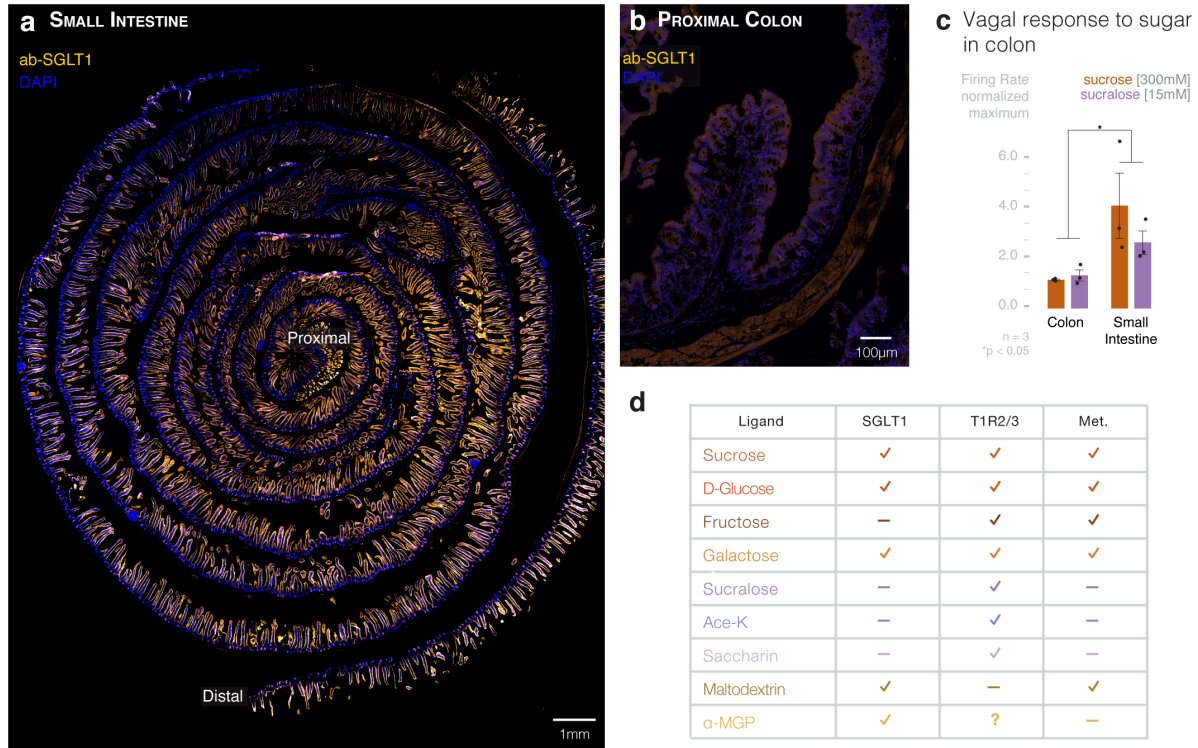 a SMALL INTESTINE
ab-SGLT1
DAPI
Proximal
Distal
1mm
b PROXIMAL COLON
ab-SGLT1
DAPI
100µm
c Vagal response to sugar
in colon
Firing Rate
normalized
maximum
sucrose [300mM]
sucralose [15mM]
*
6.0
4.0
2.0
0.0
Colon
Small
Intestine
n = 3
*p < 0.05
d
Ligand SGLT1 T1R2/3 Met.
Sucrose ✓ ✓ ✓
D-Glucose ✓ ✓ ✓
Fructose – ✓ ✓
Galactose ✓ ✓ ✓
Sucralose – ✓ –
Ace-K – ✓ –
Saccharin – ✓ –
Maltodextrin ✓ – ✓
α-MGP ✓ ? –